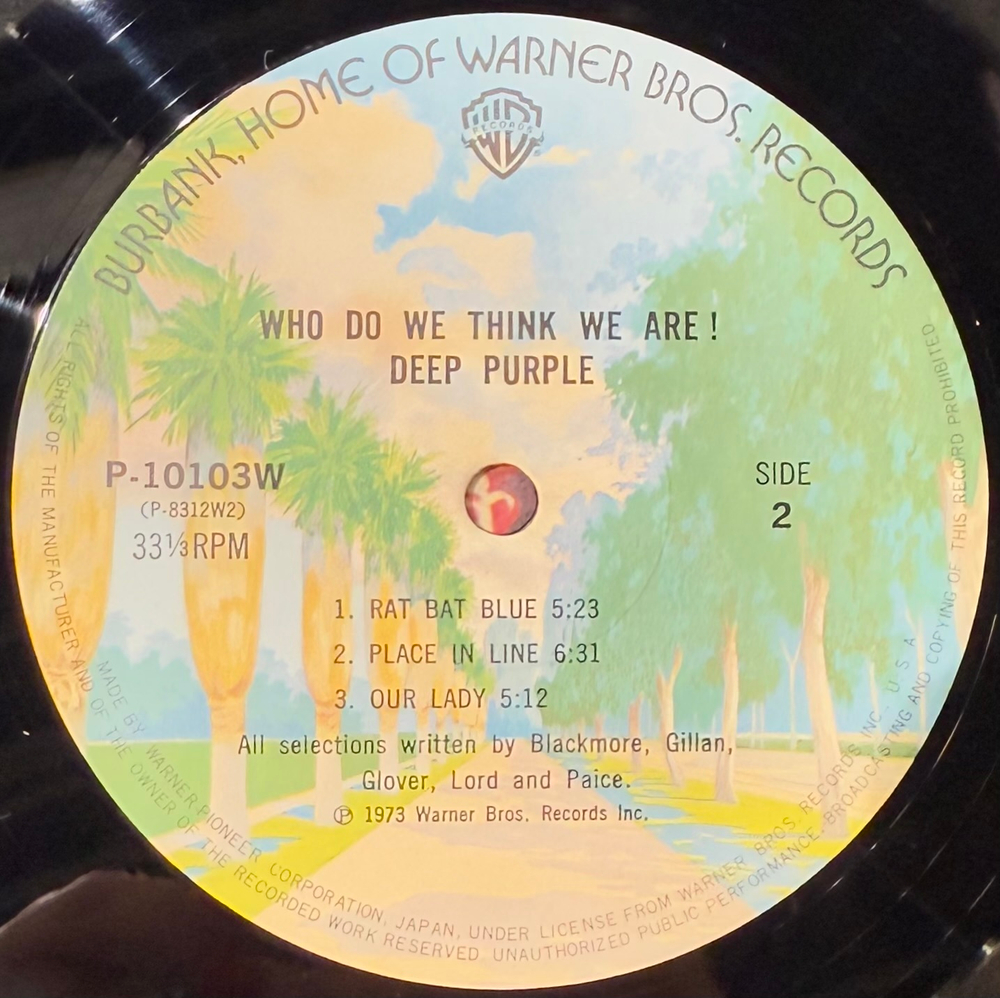 BURBANK, HOME OF WARNER BROS. RECORDS
WB
RECORDS
®
WHO DO WE THINK WE ARE!
DEEP PURPLE
P-10103W
(P-8312W2)
33⅓RPM
SIDE
2
1. RAT BAT BLUE 5:23
2. PLACE IN LINE 6:31
3. OUR LADY 5:12
All selections written by Blackmore, Gillan,
Glover, Lord and Paice.
℗ 1973 Warner Bros. Records Inc.
MADE BY WARNER PIONEER CORPORATION, JAPAN, UNDER LICENSE FROM WARNER BROS. RECORDS INC., U. S. A
ALL RIGHTS OF THE MANUFACTURER AND OF THE OWNER OF THE RECORDED WORK RESERVED. UNAUTHORIZED PUBLIC PERFORMANCE. BROADCASTING AND COPYING OF THIS RECORD PROHIBITED